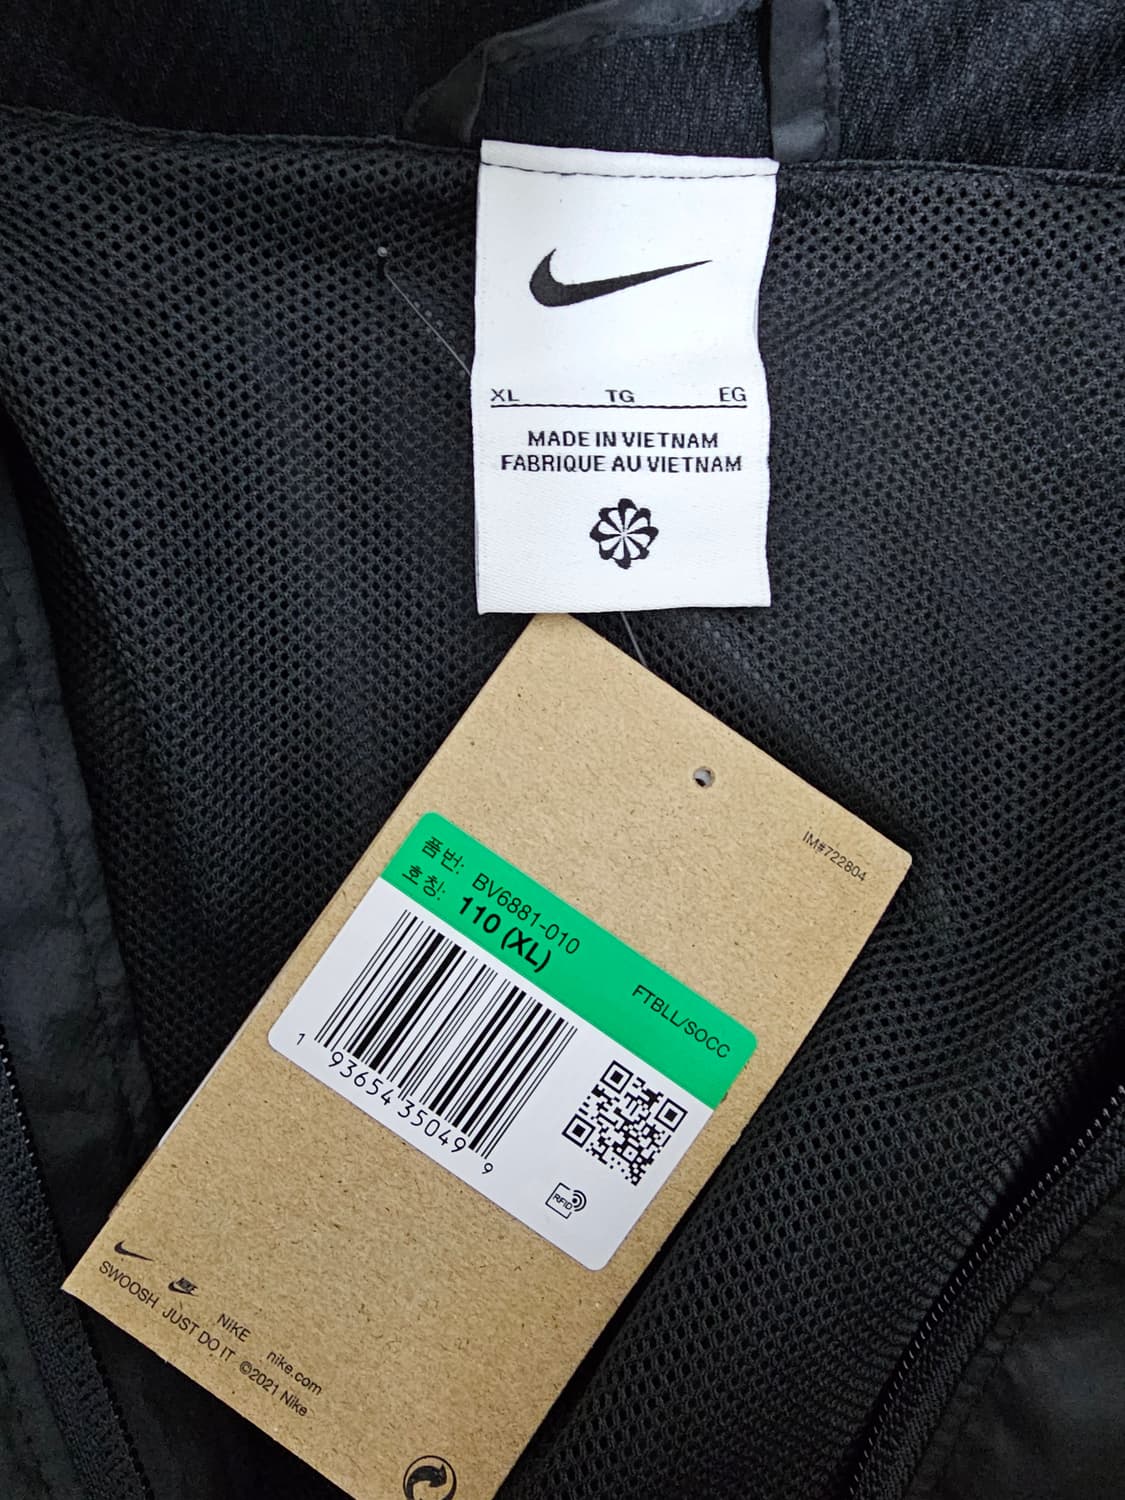 XL TG EG
MADE IN VIETNAM
FABRIQUE AU VIETNAM
IM#722804
품번: BV6881-010
호칭: 110 (XL)
FTBLL/SOCC
1 93654 35049 9
RFID
NIKE
SWOOSH NIKE nike.com
JUST DO IT ©2021 Nike